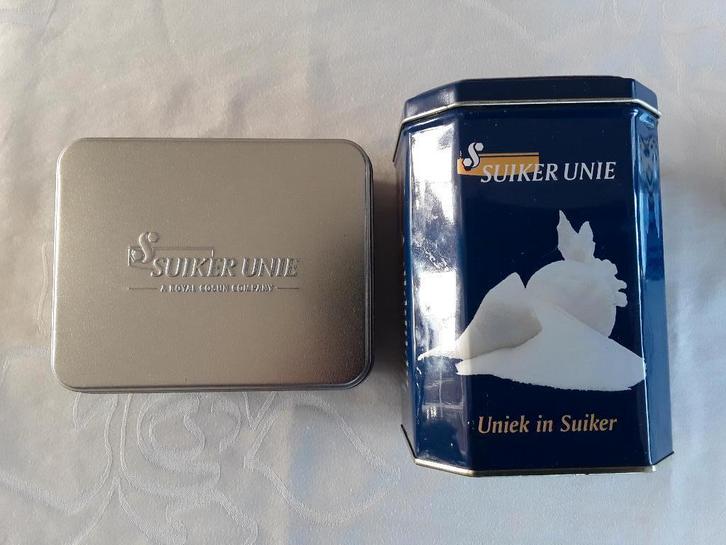 S
SUIKER UNIE
A ROYAL COSUN COMPANY
S
SUIKER UNIE
Uniek in Suiker